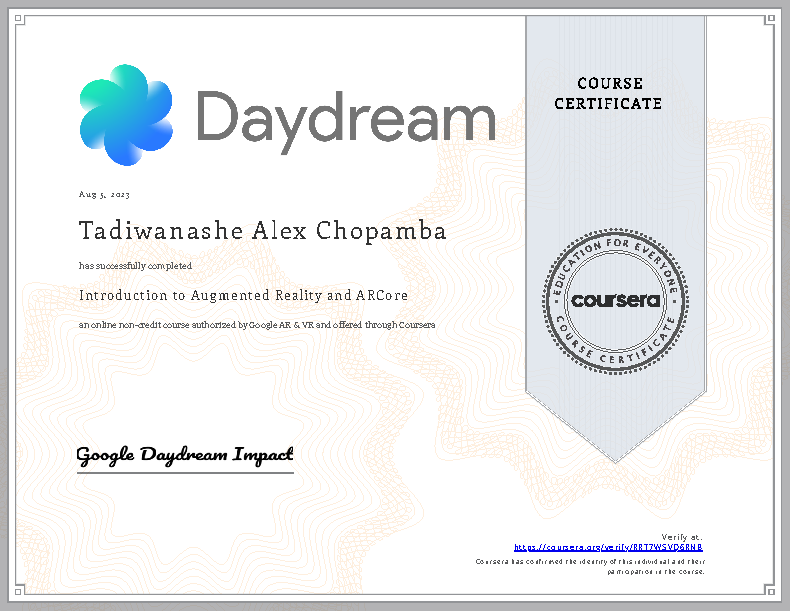 Daydream
COURSE
CERTIFICATE
Aug 5, 2023
Tadiwanashe Alex Chopamba
has successfully completed
Introduction to Augmented Reality and ARCore
an online non-credit course authorized by Google AR & VR and offered through Coursera
EDUCATION FOR EVERYONE
coursera
COURSE CERTIFICATE
Google Daydream Impact
Verify at:
https://coursera.org/verify/RRT7WSVD6RNB
Coursera has confirmed the identity of this individual and their
participation in the course.